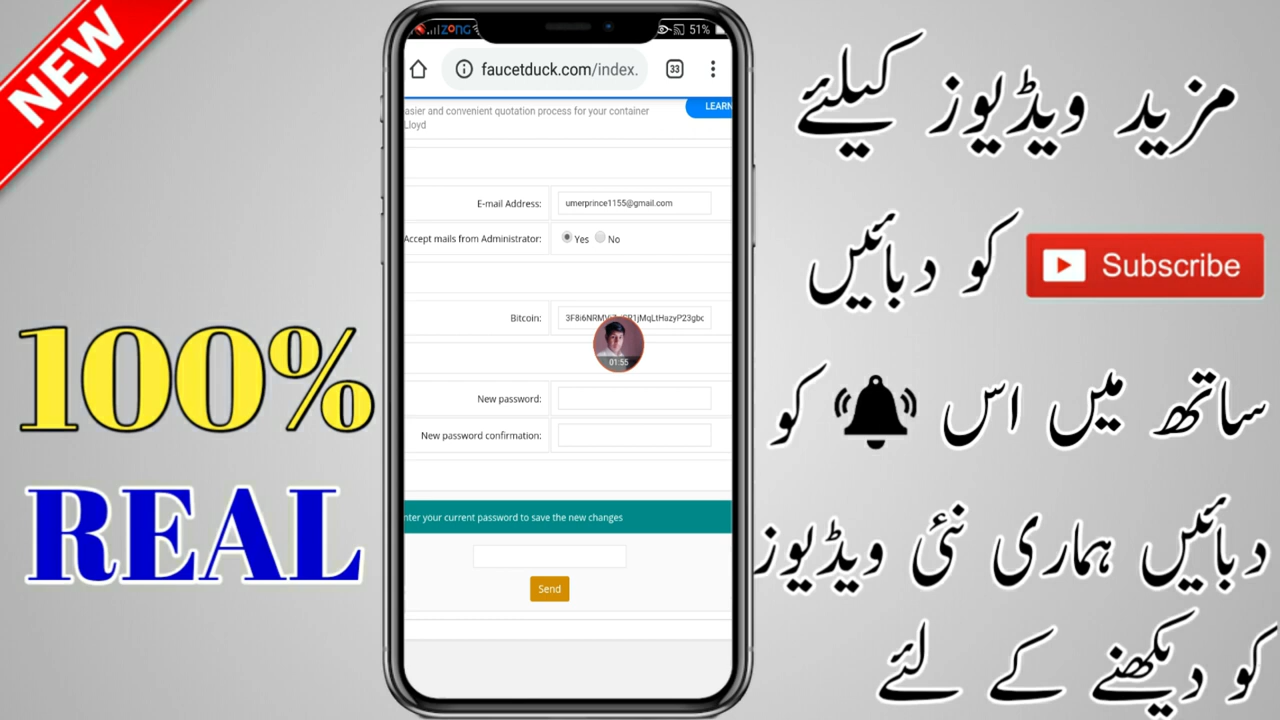 NEW
100%
REAL
ZONG
51%
faucetduck.com/index.
33
asier and convenient quotation process for your container
Lloyd
LEARN
E-mail Address:
umerprince1155@gmail.com
Accept mails from Administrator:
Yes
No
Bitcoin:
01:55
New password:
New password confirmation:
nter your current password to save the new changes
Send
مزید ویڈیوز کیلئے
Subscribe کو دبائیں
ساتھ میں اس کو
دبائیں ہماری نئی ویڈیوز
کو دیکھنے کے لئے